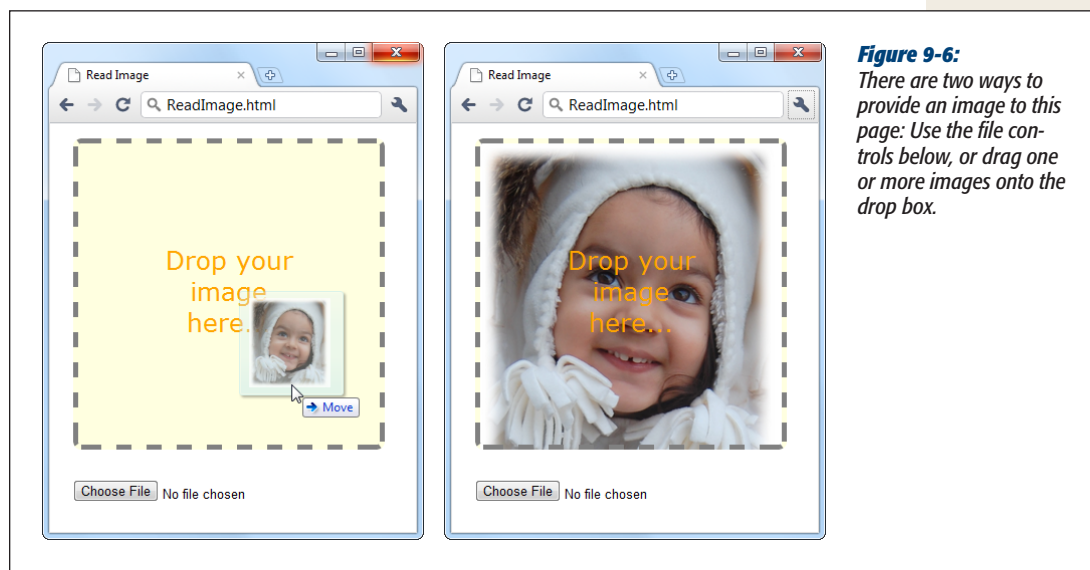 Read Image
ReadImage.html
Drop your
image
here...
Move
Choose File No file chosen
Read Image
ReadImage.html
Drop your
image
here...
Choose File No file chosen
Figure 9-6:
There are two ways to
provide an image to this
page: Use the file con-
trols below, or drag one
or more images onto the
drop box.